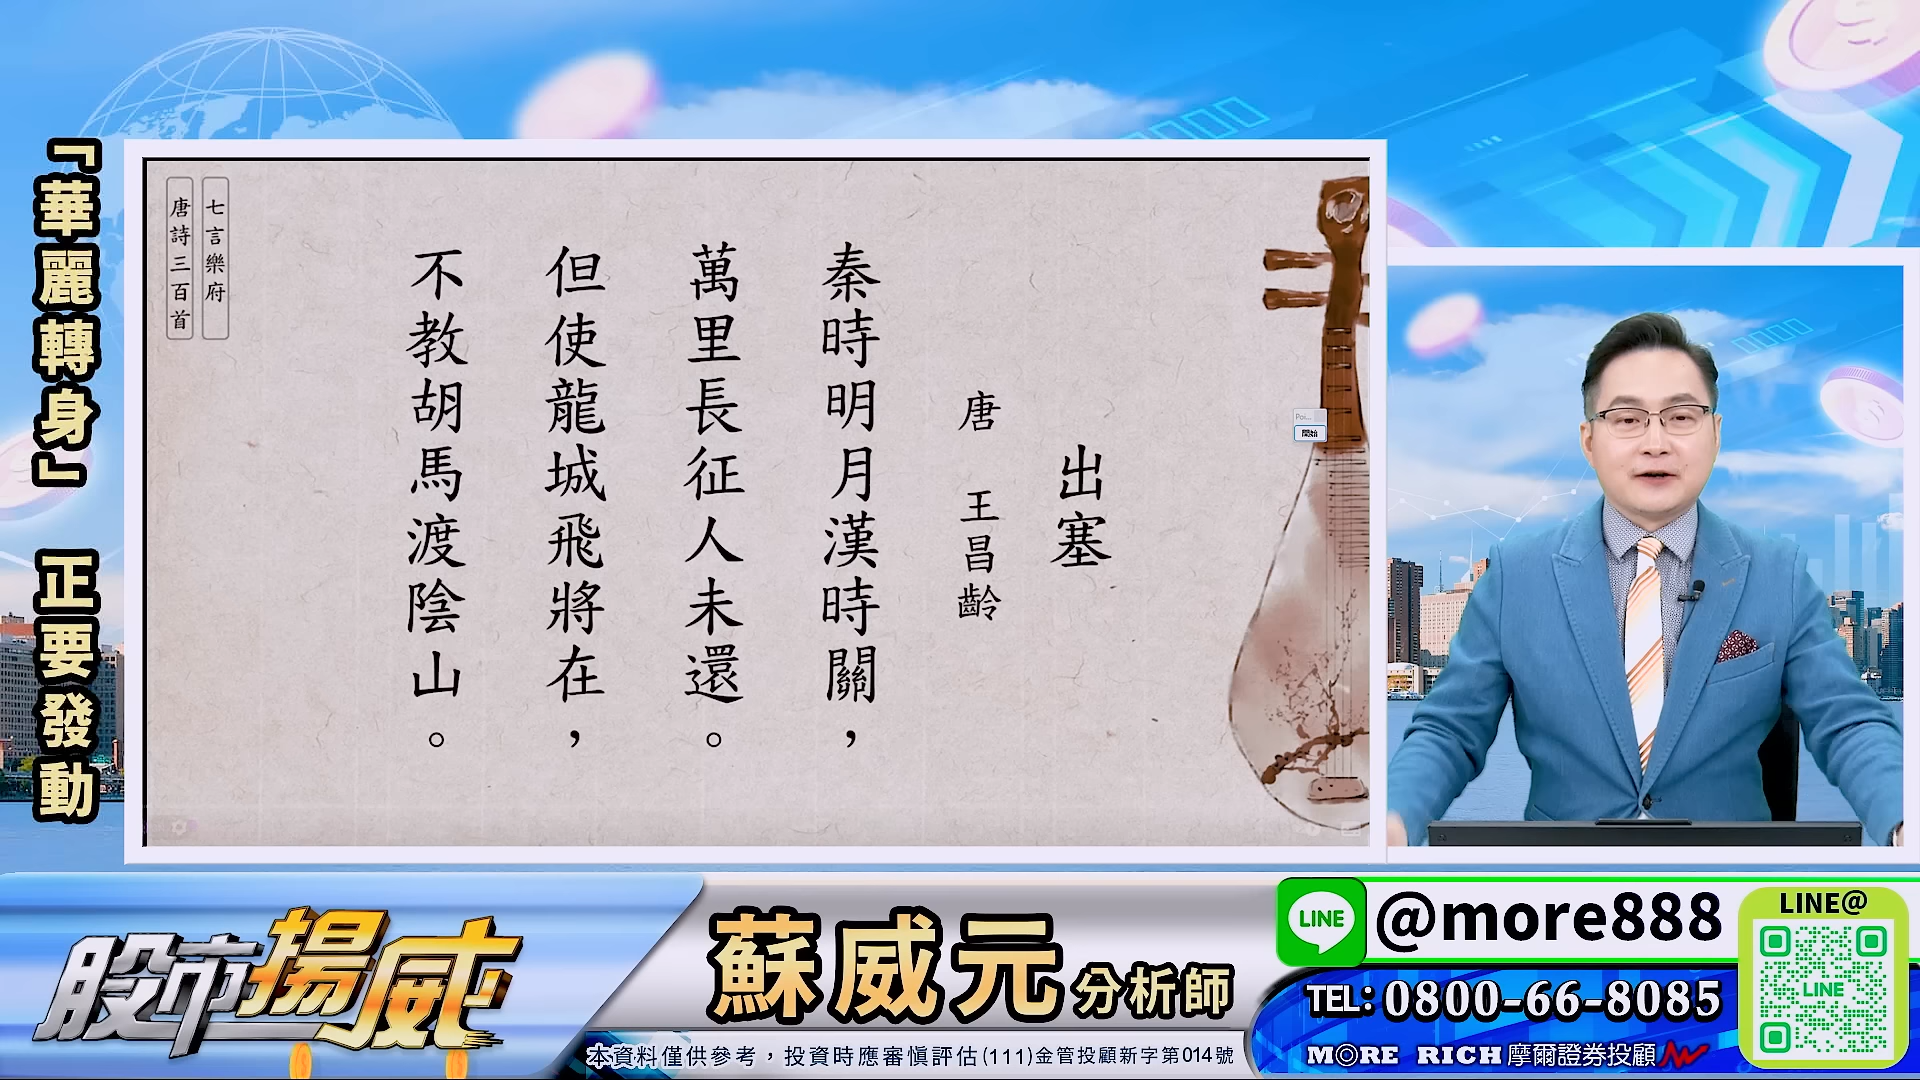 「華麗轉身」 正要發動
出塞
唐 王昌齡
秦時明月漢時關，
萬里長征人未還。
但使龍城飛將在，
不教胡馬渡陰山。
七言樂府
唐詩三百首
Poi...
開始
股市揚威
蘇威元分析師
本資料僅供參考，投資時應審慎評估(111)金管投顧新字第014號
LINE
@more888
TEL:0800-66-8085
MORE RICH 摩爾證券投顧
LINE@
LINE